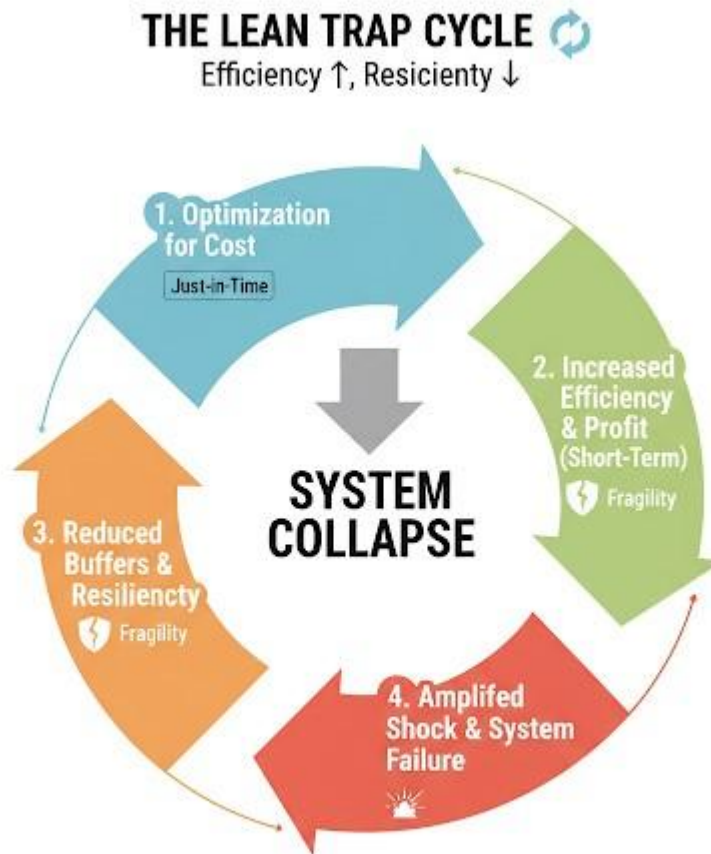 THE LEAN TRAP CYCLE
Efficiency ↑, Resicienty ↓
1. Optimization
for Cost
Just-in-Time
2. Increased
Efficiency
& Profit
(Short-Term)
Fragility
SYSTEM
COLLAPSE
3. Reduced
Buffers &
Resiliencty
Fragility
4. Amplifed
Shock & System
Failure